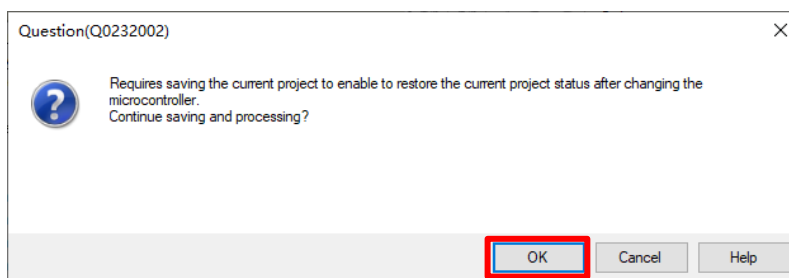 Question(Q0232002)
Requires saving the current project to enable to restore the current project status after changing the
microcontroller.
Continue saving and processing?
OK
Cancel
Help